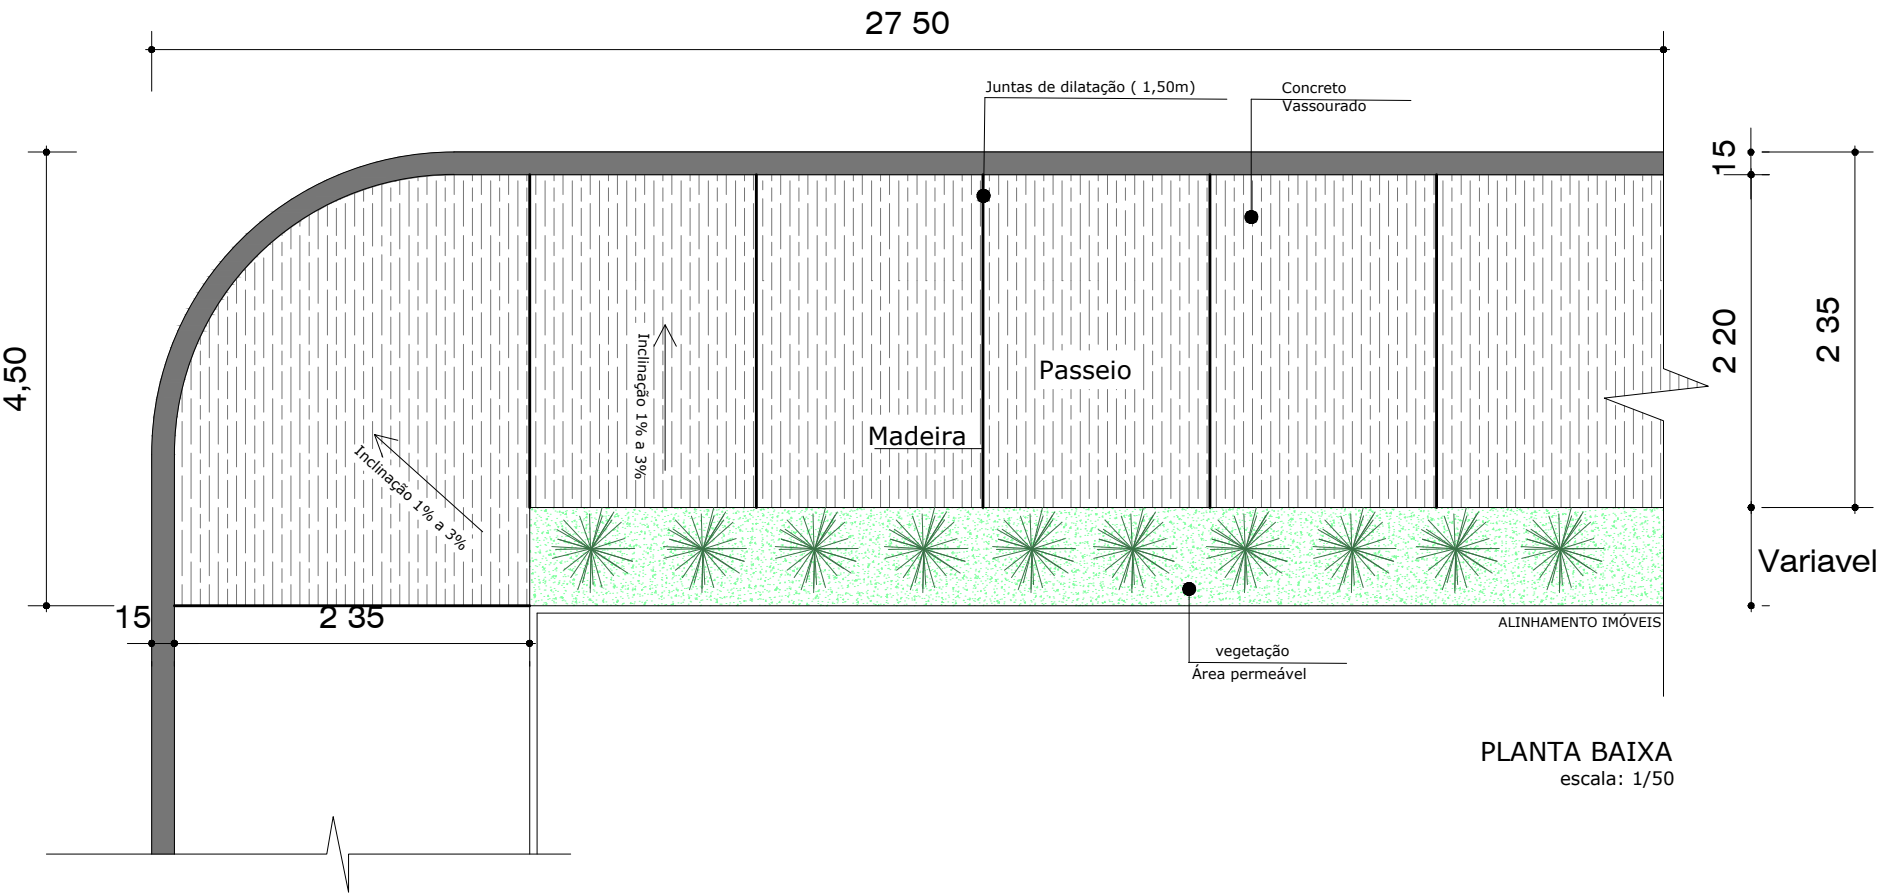 27 50
Juntas de dilatação ( 1,50m)
Concreto
Vassourado
15
4,50
2 20
2 35
Inclinação 1% a 3%
Passeio
Madeira
Inclinação 1% a 3%
Variavel
15
2 35
ALINHAMENTO IMÓVEIS
vegetação
Área permeável
PLANTA BAIXA
escala: 1/50